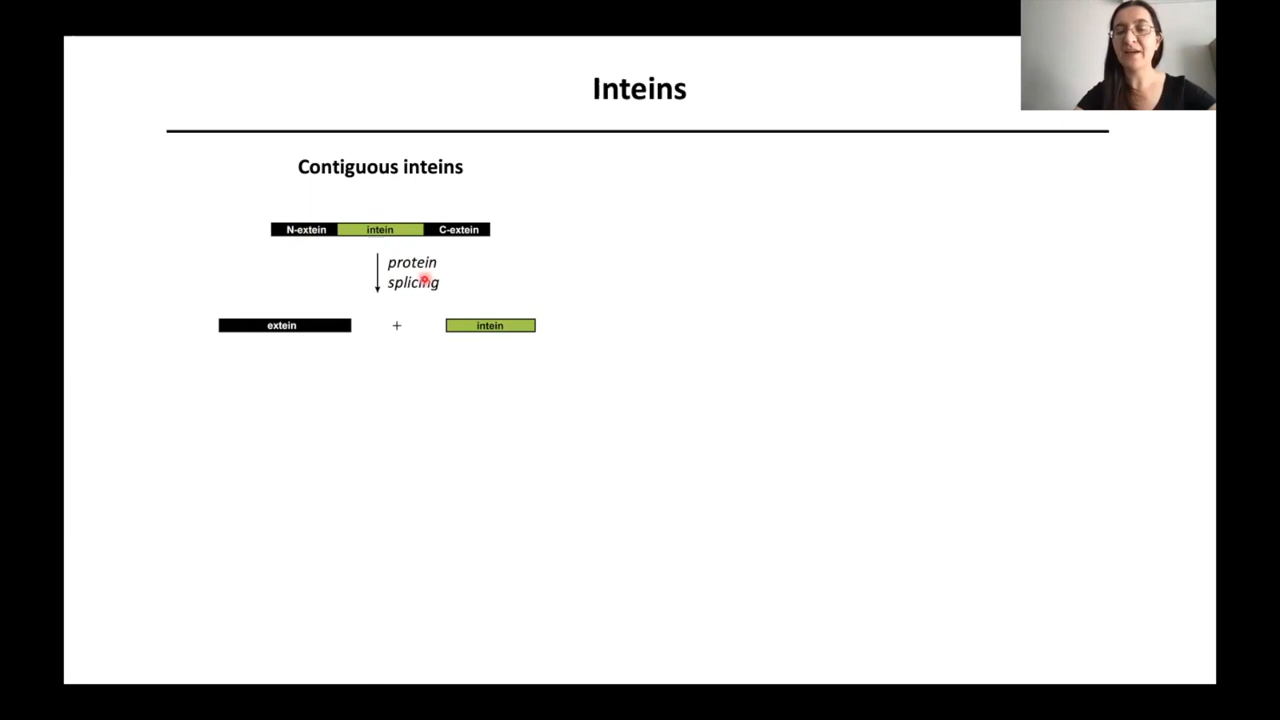 Inteins
Contiguous inteins
N-extein intein C-extein
protein
splicing
extein + intein